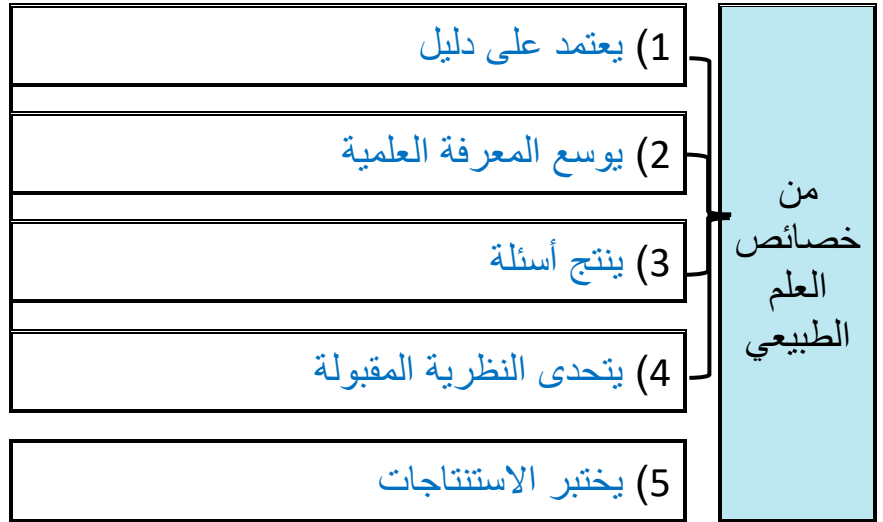 من
خصائص
العلم
الطبيعي
1) يعتمد على دليل
2) يوسع المعرفة العلمية
3) ينتج أسئلة
4) يتحدى النظرية المقبولة
5) يختبر الاستنتاجات